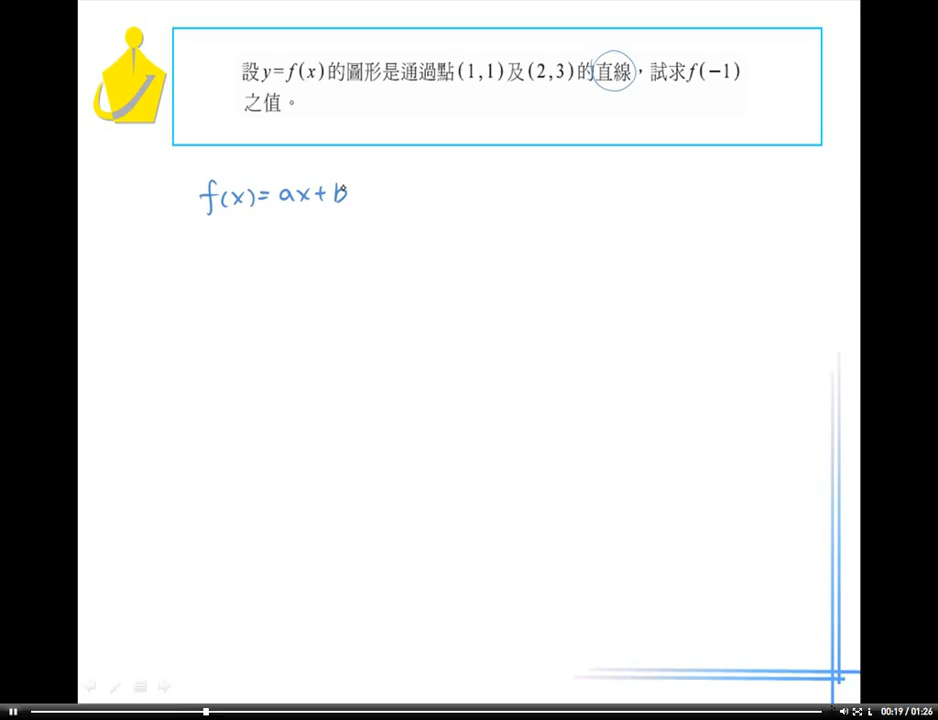 設y=f(x)的圖形是通過點(1,1)及(2,3)的直線，試求f(−1)
之值。
f(x)= ax+b
00:19 / 01:26